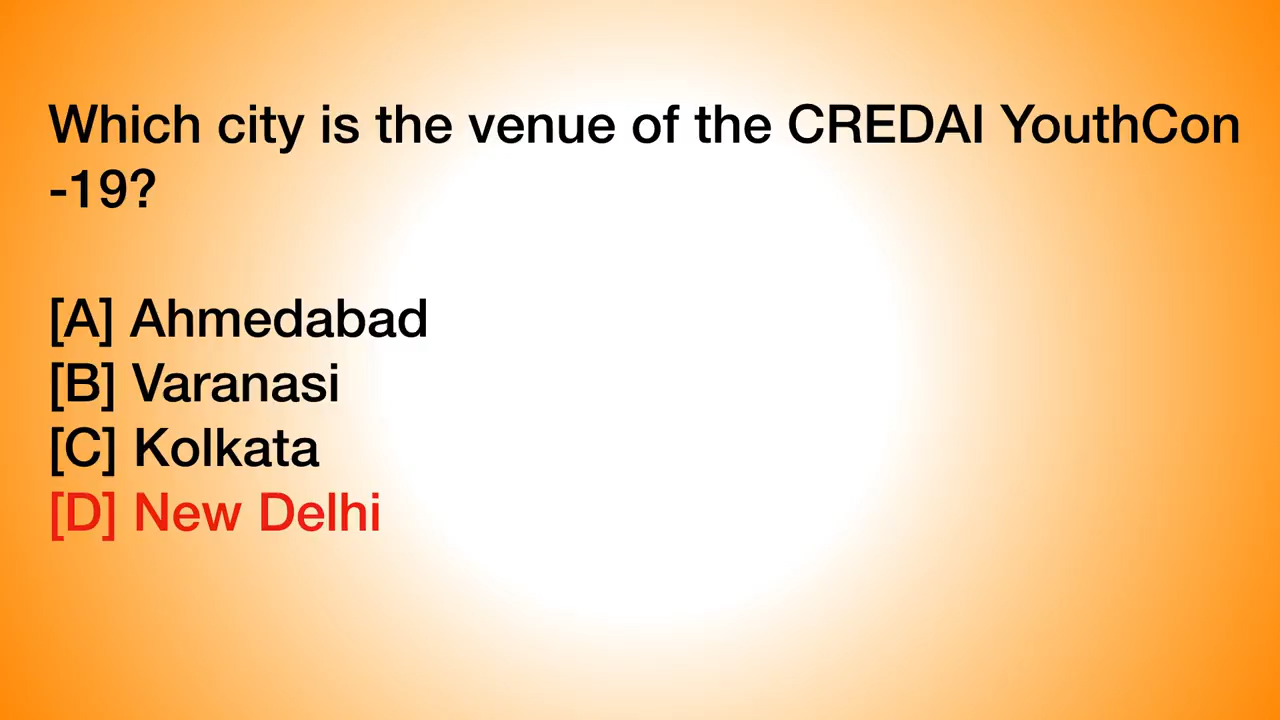 Which city is the venue of the CREDAI YouthCon
-19?
[A] Ahmedabad
[B] Varanasi
[C] Kolkata
[D] New Delhi